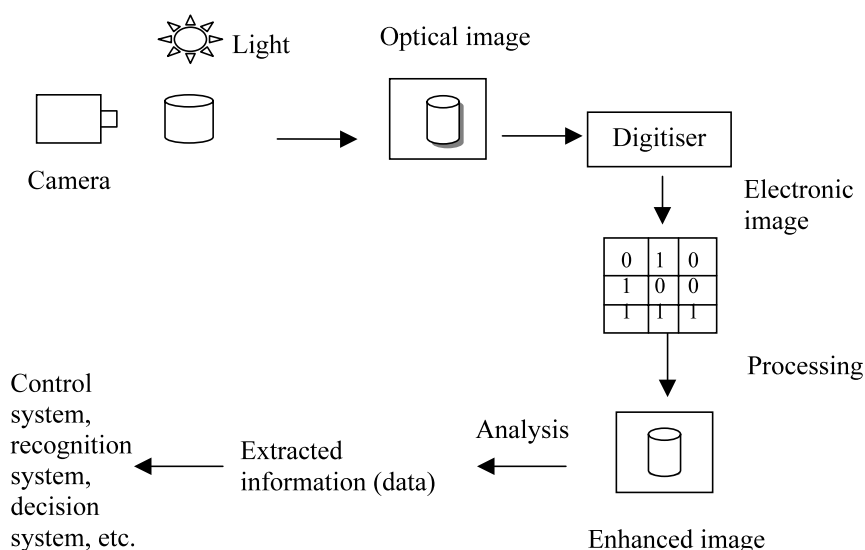 Light
Optical image
Camera
Digitiser
Electronic
image
0 1 0
1 0 0
1 1 1
Processing
Enhanced image
Analysis
Extracted
information (data)
Control
system,
recognition
system,
decision
system, etc.